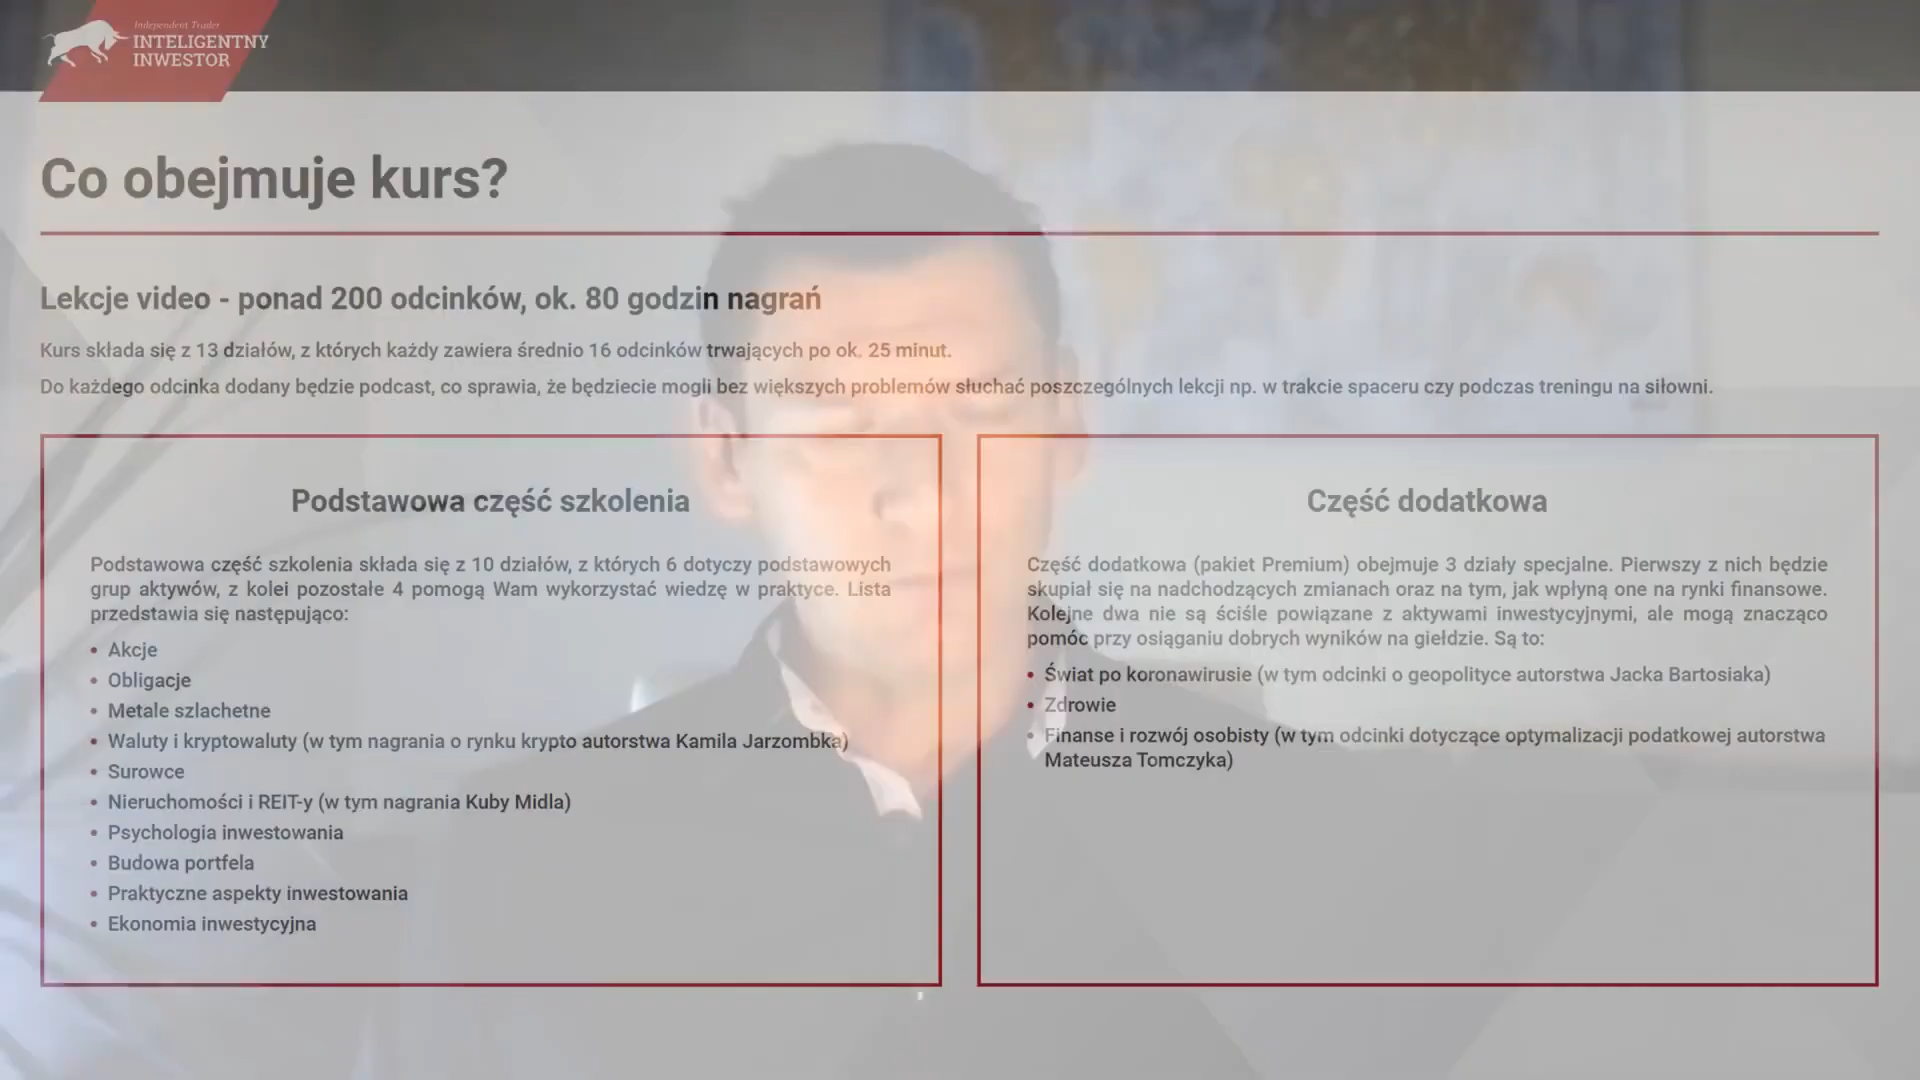 Independent Trader
INTELIGENTNY
INWESTOR
Co obejmuje kurs?
Lekcje video - ponad 200 odcinków, ok. 80 godzin nagrań
Kurs składa się z 13 działów, z których każdy zawiera średnio 16 odcinków trwających po ok. 25 minut.
Do każdego odcinka dodany będzie podcast, co sprawia, że będziecie mogli bez większych problemów słuchać poszczególnych lekcji np. w trakcie spaceru czy podczas treningu na siłowni.
Podstawowa część szkolenia
Podstawowa część szkolenia składa się z 10 działów, z których 6 dotyczy podstawowych
grup aktywów, z kolei pozostałe 4 pomogą Wam wykorzystać wiedzę w praktyce. Lista
przedstawia się następująco:
• Akcje
• Obligacje
• Metale szlachetne
• Waluty i kryptowaluty (w tym nagrania o rynku krypto autorstwa Kamila Jarzombka)
• Surowce
• Nieruchomości i REIT-y (w tym nagrania Kuby Midla)
• Psychologia inwestowania
• Budowa portfela
• Praktyczne aspekty inwestowania
• Ekonomia inwestycyjna
Część dodatkowa
Część dodatkowa (pakiet Premium) obejmuje 3 działy specjalne. Pierwszy z nich będzie
skupiał się na nadchodzących zmianach oraz na tym, jak wpłyną one na rynki finansowe.
Kolejne dwa nie są ściśle powiązane z aktywami inwestycyjnymi, ale mogą znacząco
pomóc przy osiąganiu dobrych wyników na giełdzie. Są to:
• Świat po koronawirusie (w tym odcinki o geopolityce autorstwa Jacka Bartosiaka)
• Zdrowie
• Finanse i rozwój osobisty (w tym odcinki dotyczące optymalizacji podatkowej autorstwa
Mateusza Tomczyka)